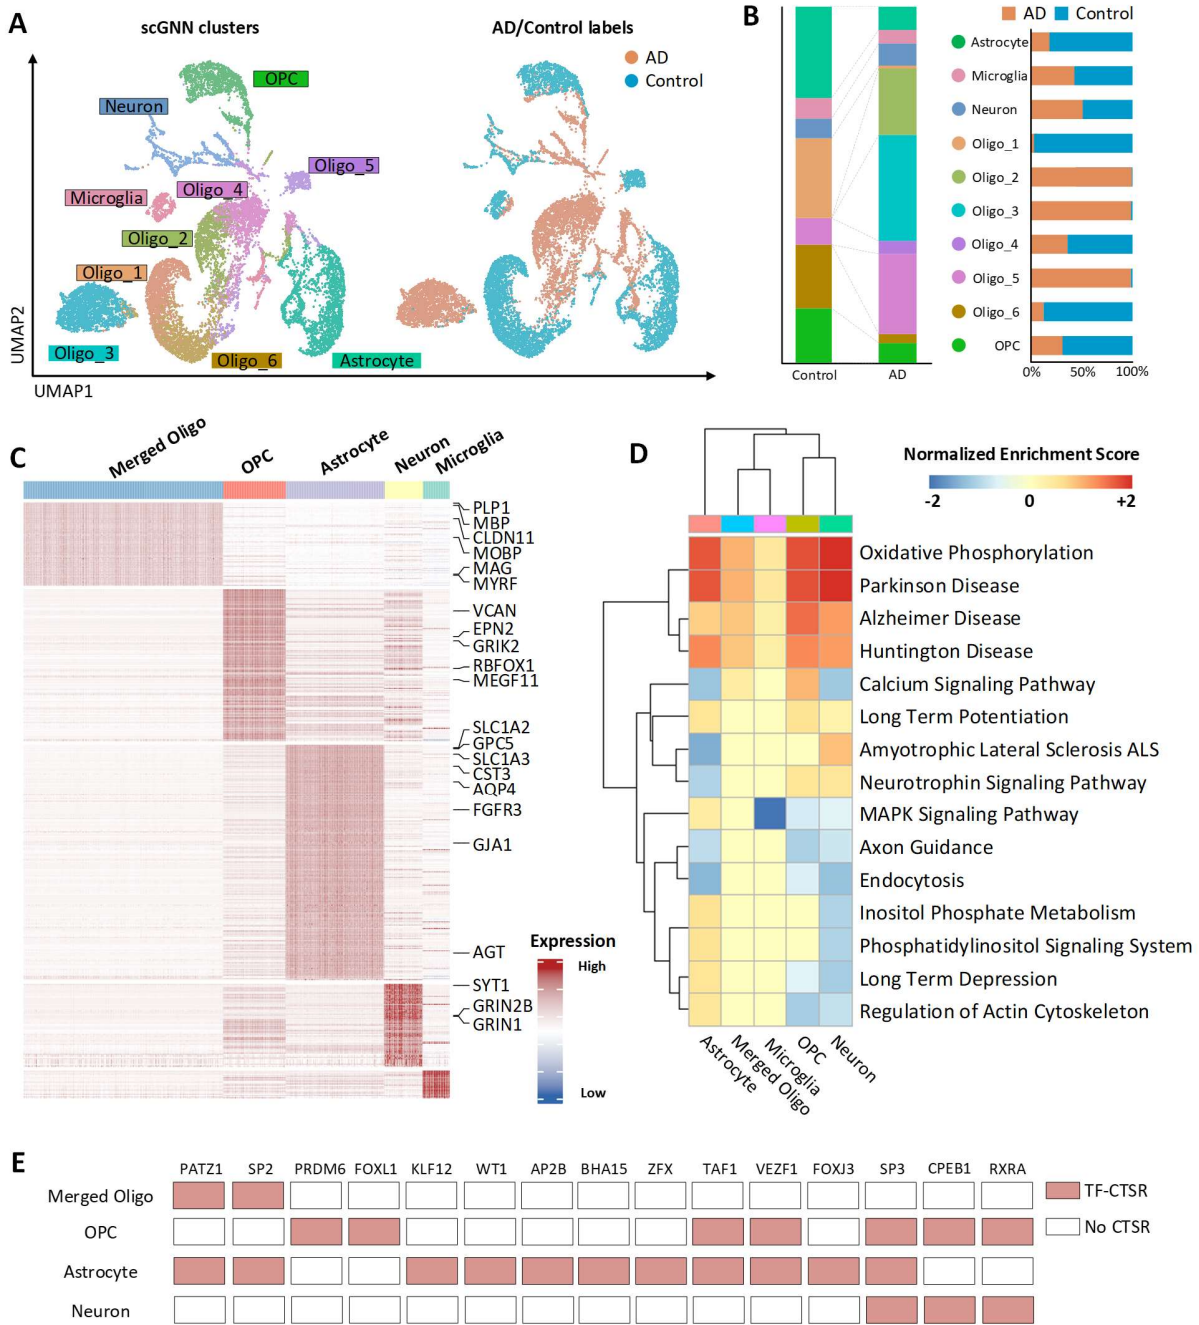 A
scGNN clusters
AD/Control labels
AD
Control
OPC
Neuron
Oligo_5
Microglia
Oligo_4
Oligo_2
Oligo_1
Oligo_3
Oligo_6
Astrocyte
UMAP2
UMAP1
B
AD
Control
Astrocyte
Microglia
Neuron
Oligo_1
Oligo_2
Oligo_3
Oligo_4
Oligo_5
Oligo_6
OPC
Control
AD
0%
50%
100%
C
Merged Oligo
OPC
Astrocyte
Neuron
Microglia
PLP1
MBP
CLDN11
MOBP
MAG
MYRF
VCAN
EPN2
GRIK2
RBFOX1
MEGF11
SLC1A2
GPC5
SLC1A3
CST3
AQP4
FGFR3
GJA1
AGT
SYT1
GRIN2B
GRIN1
Expression
High
Low
D
Normalized Enrichment Score
-2
0
+2
Oxidative Phosphorylation
Parkinson Disease
Alzheimer Disease
Huntington Disease
Calcium Signaling Pathway
Long Term Potentiation
Amyotrophic Lateral Sclerosis ALS
Neurotrophin Signaling Pathway
MAPK Signaling Pathway
Axon Guidance
Endocytosis
Inositol Phosphate Metabolism
Phosphatidylinositol Signaling System
Long Term Depression
Regulation of Actin Cytoskeleton
Astrocyte
Merged Oligo
Microglia
OPC
Neuron
E
PATZ1 SP2 PRDM6 FOXL1 KLF12 WT1 AP2B BHA15 ZFX TAF1 VEZF1 FOXJ3 SP3 CPEB1 RXRA
Merged Oligo
OPC
Astrocyte
Neuron
TF-CTSR
No CTSR